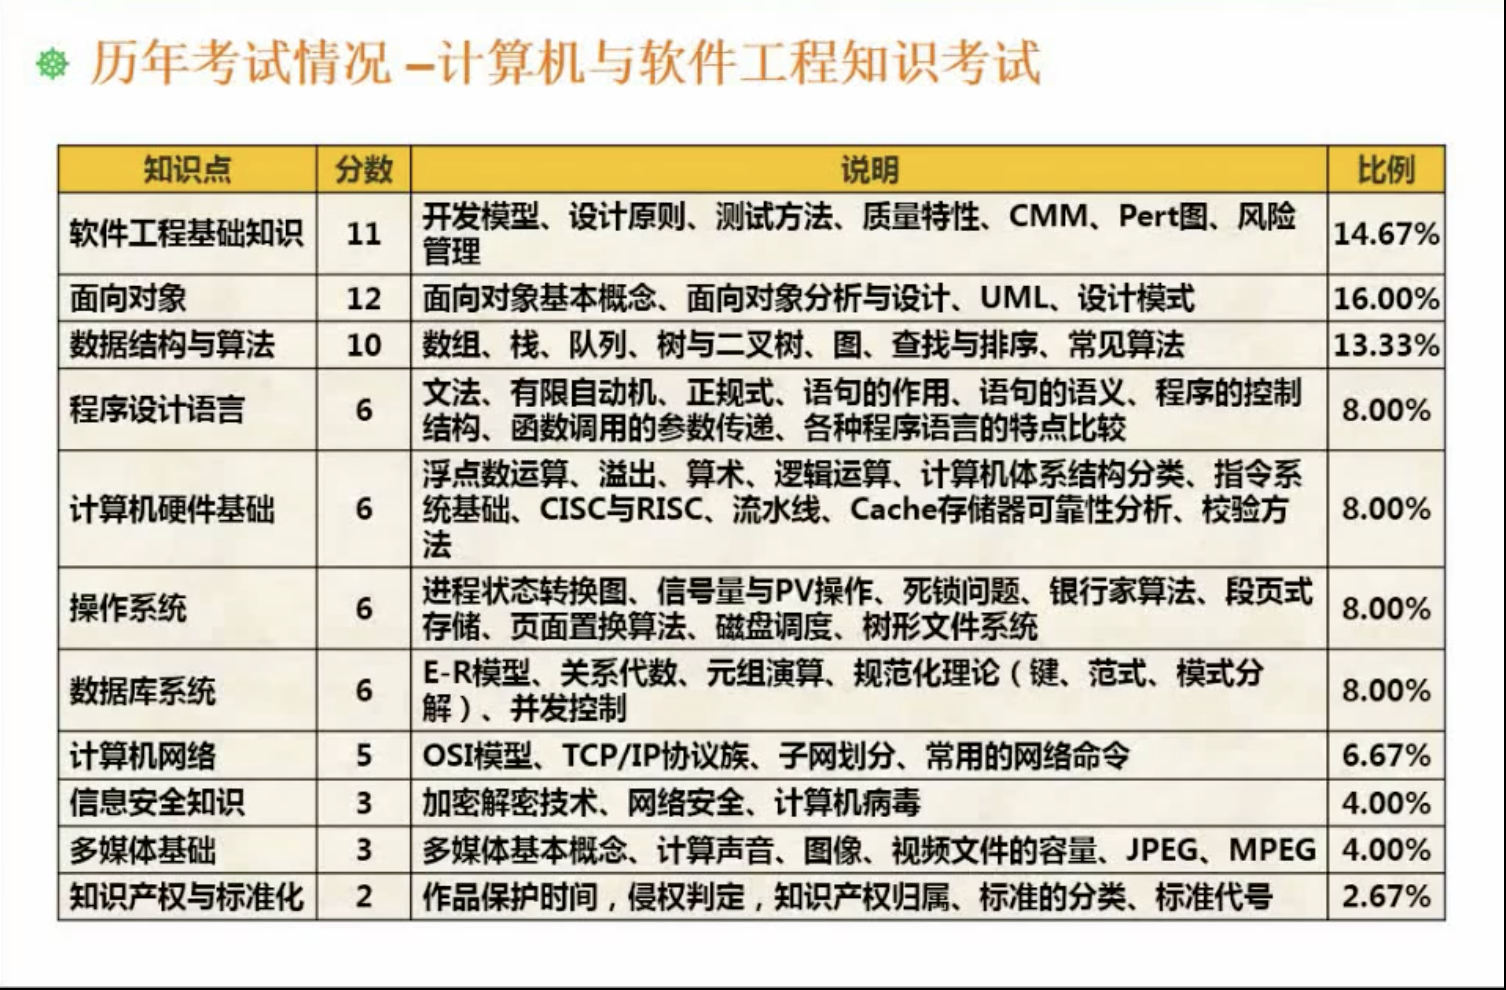 历年考试情况 –计算机与软件工程知识考试
知识点 分数 说明 比例
软件工程基础知识 11 开发模型、设计原则、测试方法、质量特性、CMM、Pert图、风险
管理 14.67%
面向对象 12 面向对象基本概念、面向对象分析与设计、UML、设计模式 16.00%
数据结构与算法 10 数组、栈、队列、树与二叉树、图、查找与排序、常见算法 13.33%
程序设计语言 6 文法、有限自动机、正规式、语句的作用、语句的语义、程序的控制
结构、函数调用的参数传递、各种程序语言的特点比较 8.00%
计算机硬件基础 6 浮点数运算、溢出、算术、逻辑运算、计算机体系结构分类、指令系
统基础、CISC与RISC、流水线、Cache存储器可靠性分析、校验方
法 8.00%
操作系统 6 进程状态转换图、信号量与PV操作、死锁问题、银行家算法、段页式
存储、页面置换算法、磁盘调度、树形文件系统 8.00%
数据库系统 6 E-R模型、关系代数、元组演算、规范化理论（键、范式、模式分
解）、并发控制 8.00%
计算机网络 5 OSI模型、TCP/IP协议族、子网划分、常用的网络命令 6.67%
信息安全知识 3 加密解密技术、网络安全、计算机病毒 4.00%
多媒体基础 3 多媒体基本概念、计算声音、图像、视频文件的容量、JPEG、MPEG 4.00%
知识产权与标准化 2 作品保护时间，侵权判定，知识产权归属、标准的分类、标准代号 2.67%